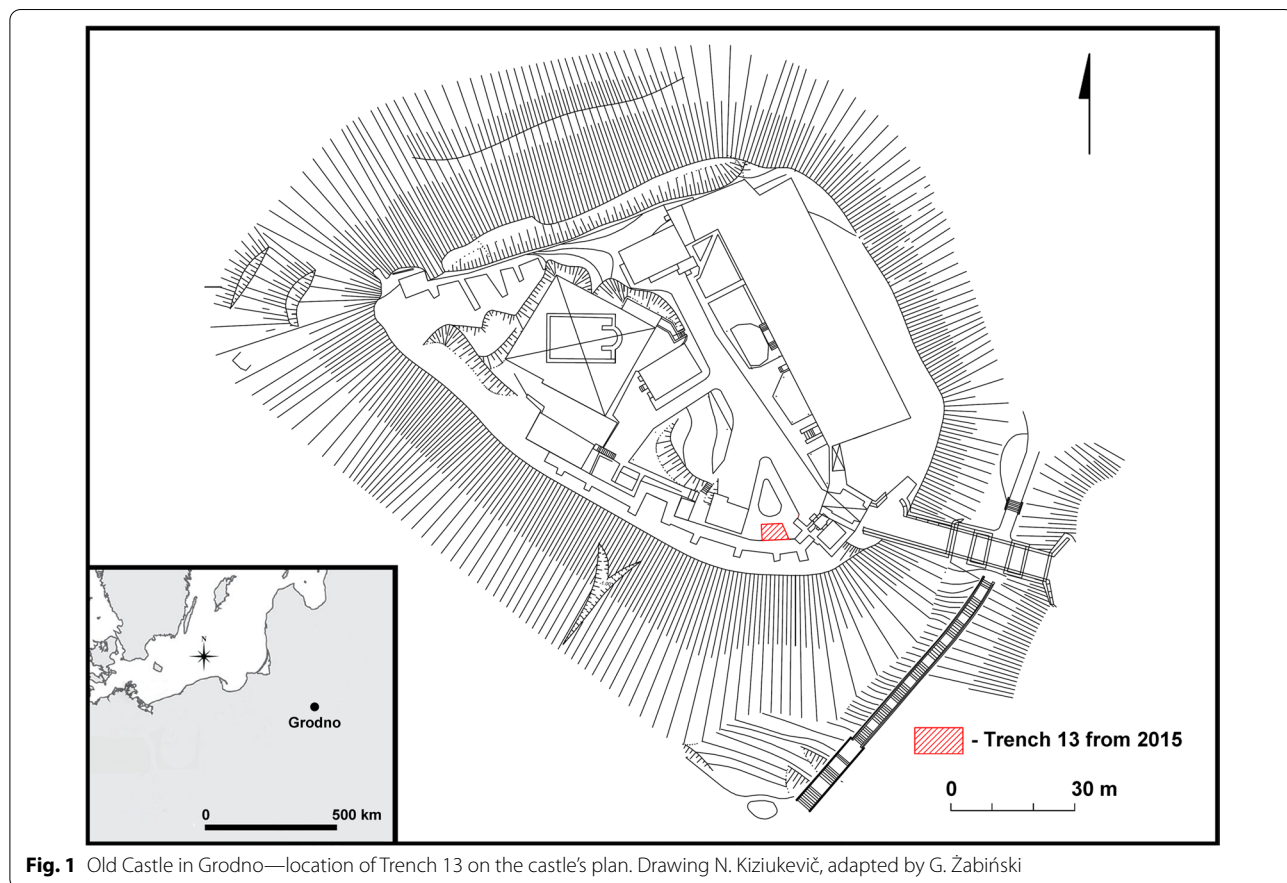 N
Grodno
0 500 km
- Trench 13 from 2015
0 30 m
Fig. 1 Old Castle in Grodno—location of Trench 13 on the castle's plan. Drawing N. Kiziukevič, adapted by G. Żabiński